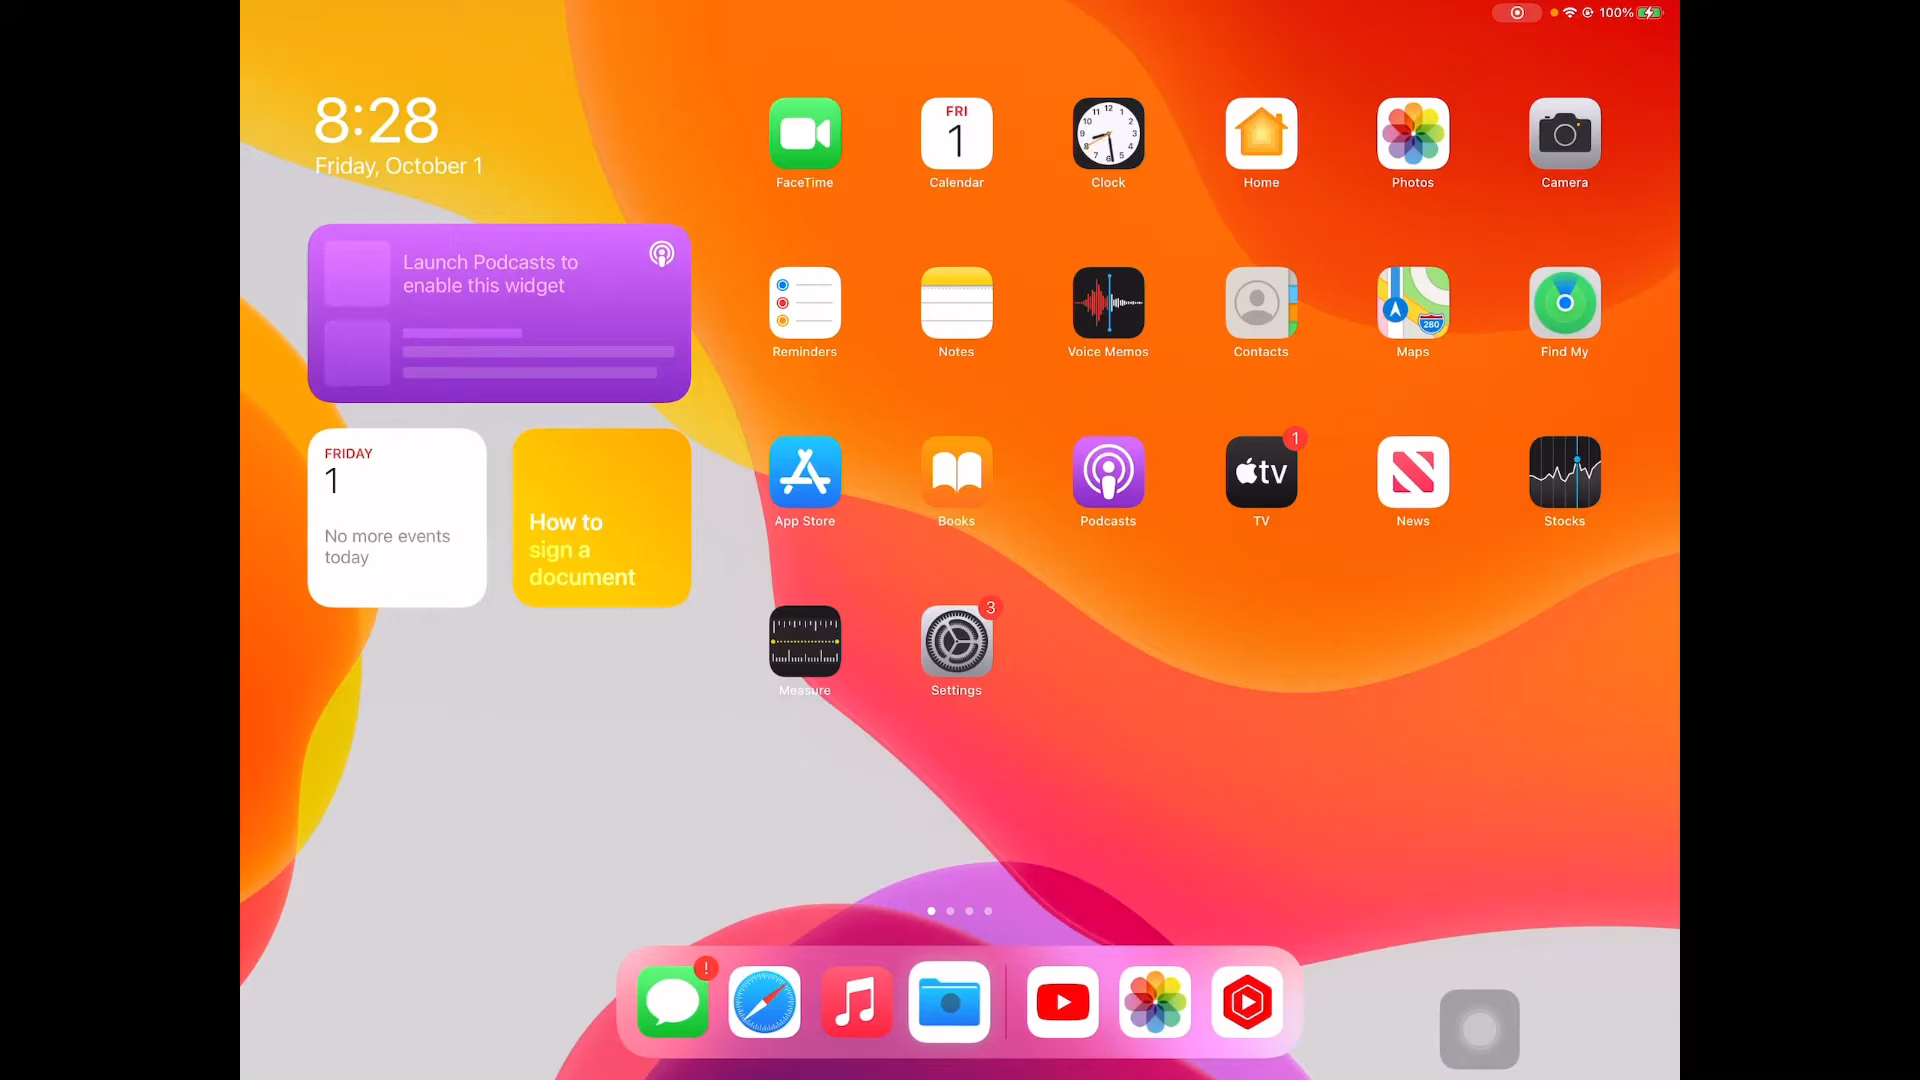 100%
8:28
Friday, October 1
Launch Podcasts to
enable this widget
FRIDAY
1
No more events
today
How to
sign a
document
FRI
1
FaceTime
Calendar
Clock
Home
Photos
Camera
280
Reminders
Notes
Voice Memos
Contacts
Maps
Find My
tv
1
App Store
Books
Podcasts
TV
News
Stocks
3
Measure
Settings
!